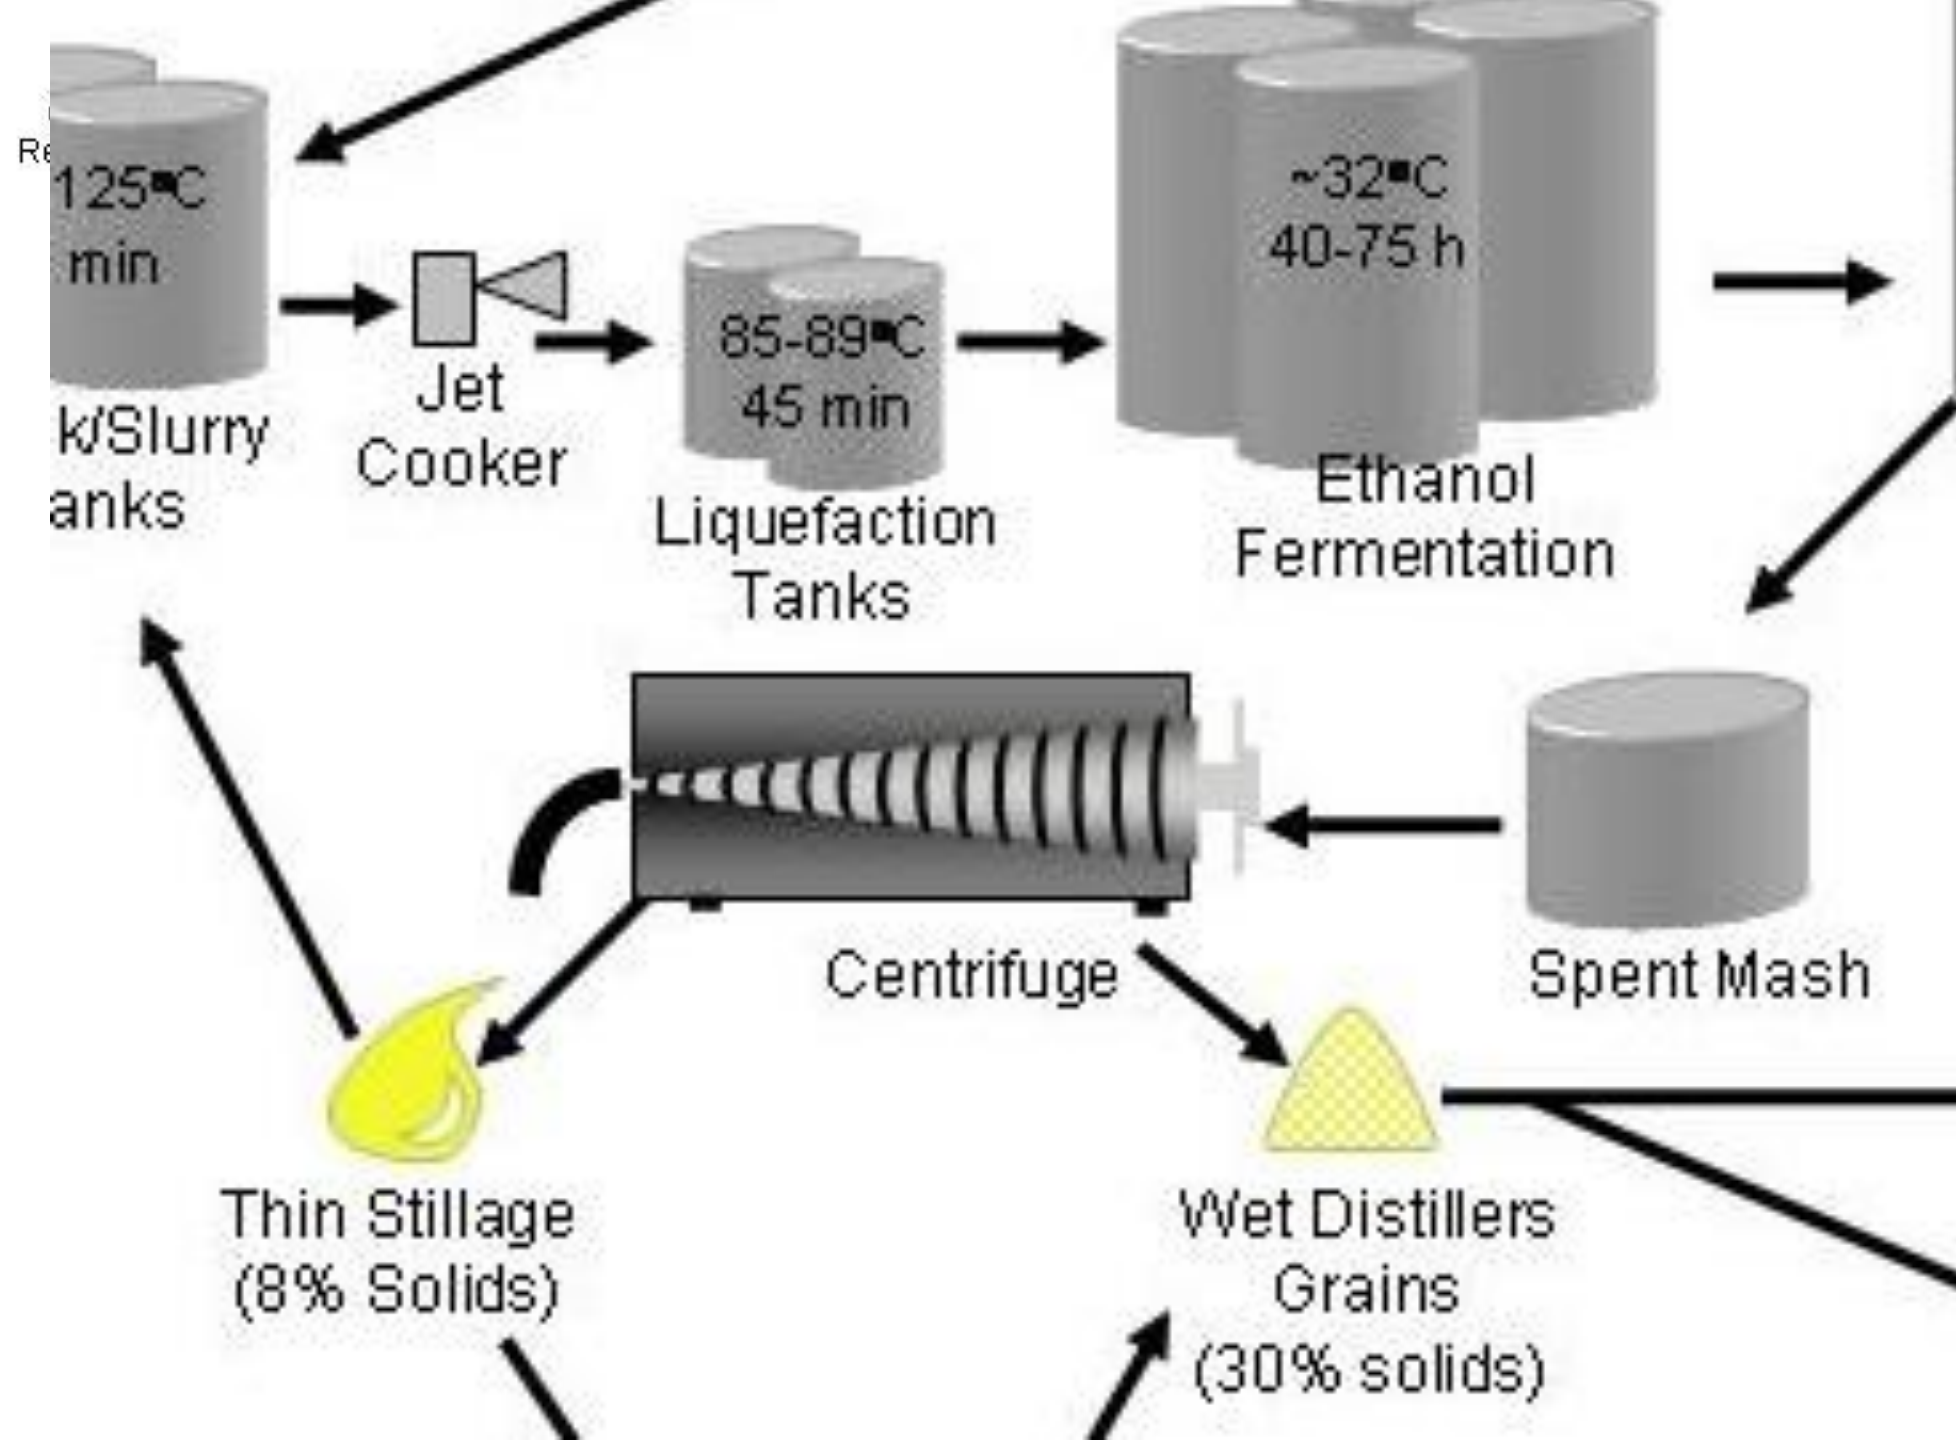 Re
125°C
min
k/Slurry
anks
Jet
Cooker
85-89°C
45 min
Liquefaction
Tanks
~32°C
40-75 h
Ethanol
Fermentation
Centrifuge
Spent Mash
Thin Stillage
(8% Solids)
Wet Distillers
Grains
(30% solids)